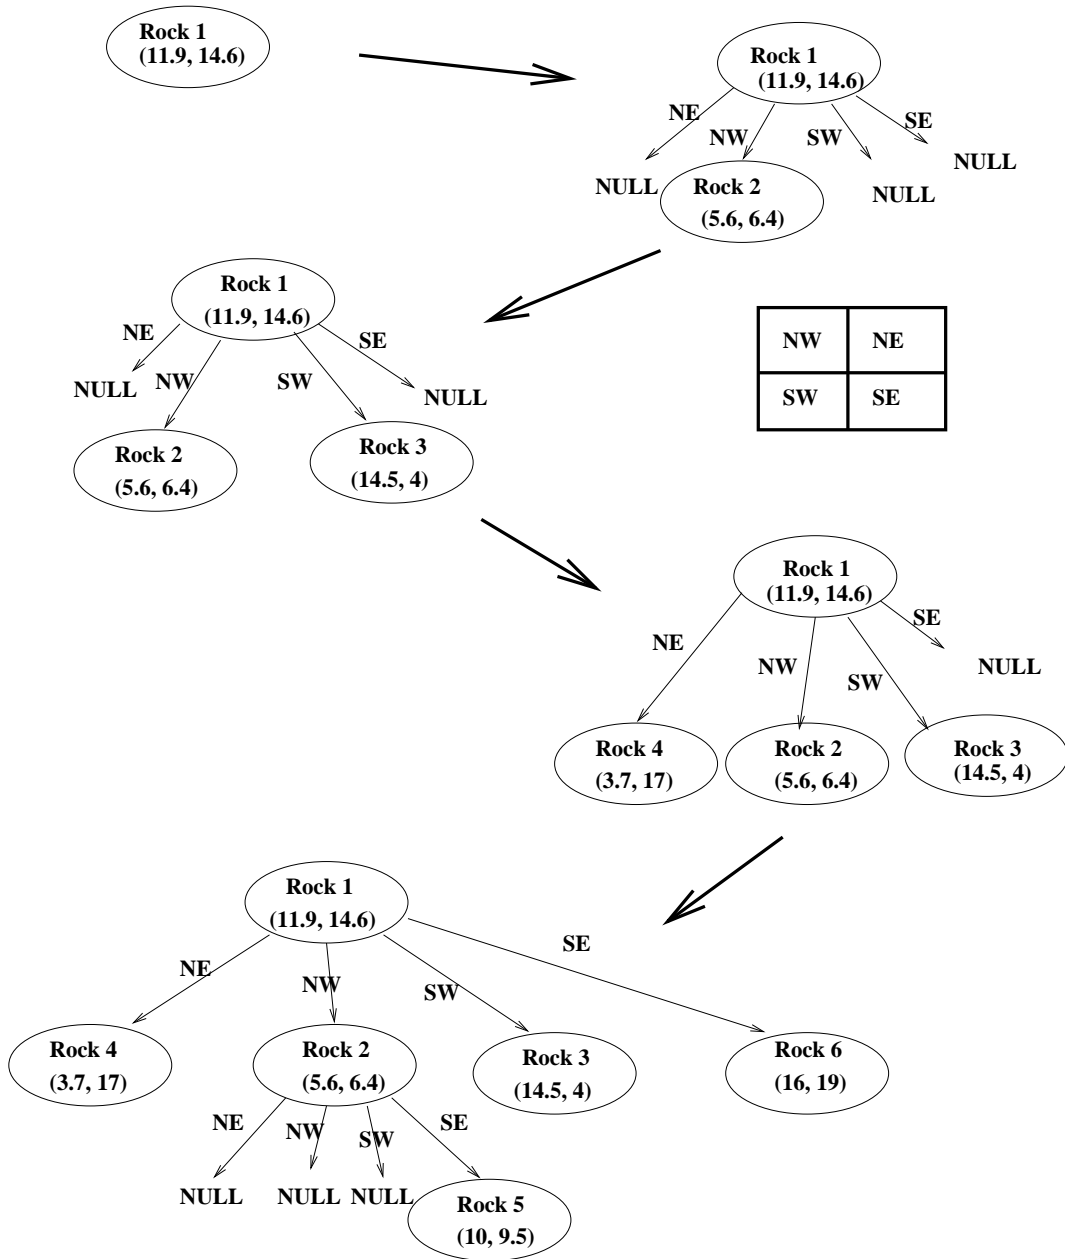 Rock 1
(11.9, 14.6)
Rock 1
(11.9, 14.6)
NE
NW
SW
SE
NULL
Rock 2
(5.6, 6.4)
NULL
NULL
Rock 1
(11.9, 14.6)
NE
NW
SW
SE
NULL
NULL
Rock 2
(5.6, 6.4)
Rock 3
(14.5, 4)
NW NE
SW SE
Rock 1
(11.9, 14.6)
NE
NW
SW
SE
NULL
Rock 4
(3.7, 17)
Rock 2
(5.6, 6.4)
Rock 3
(14.5, 4)
Rock 1
(11.9, 14.6)
NE
NW
SW
SE
Rock 4
(3.7, 17)
Rock 2
(5.6, 6.4)
Rock 3
(14.5, 4)
Rock 6
(16, 19)
NE
NW
SW
SE
NULL
NULL
NULL
Rock 5
(10, 9.5)